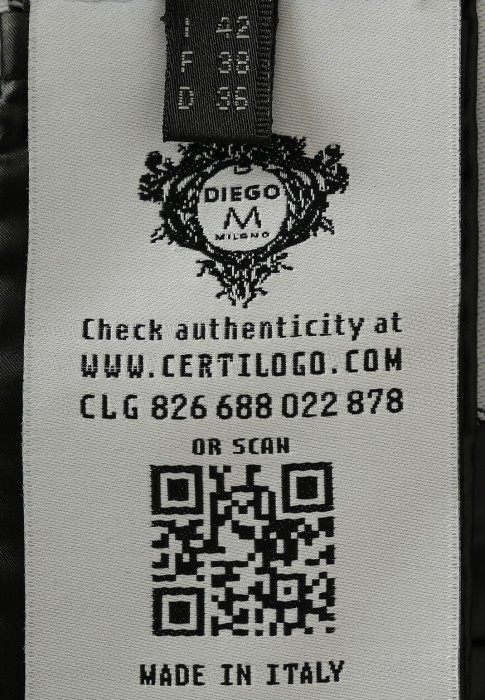 I 42
F 38
D 36
DIEGO
M
MILANO
Check authenticity at
WWW.CERTILOGO.COM
CLG 826 688 022 878
OR SCAN
MADE IN ITALY